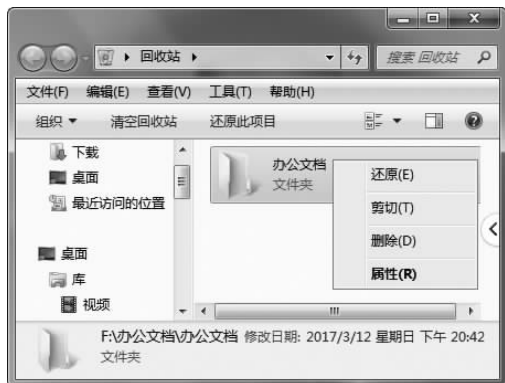 回收站
搜索 回收站
文件(F) 编辑(E) 查看(V) 工具(T) 帮助(H)
组织 清空回收站 还原此项目
下载
桌面
最近访问的位置
桌面
库
视频
办公文档
文件夹
还原(E)
剪切(T)
删除(D)
属性(R)
F:\办公文档\办公文档 修改日期: 2017/3/12 星期日 下午 20:42
文件夹